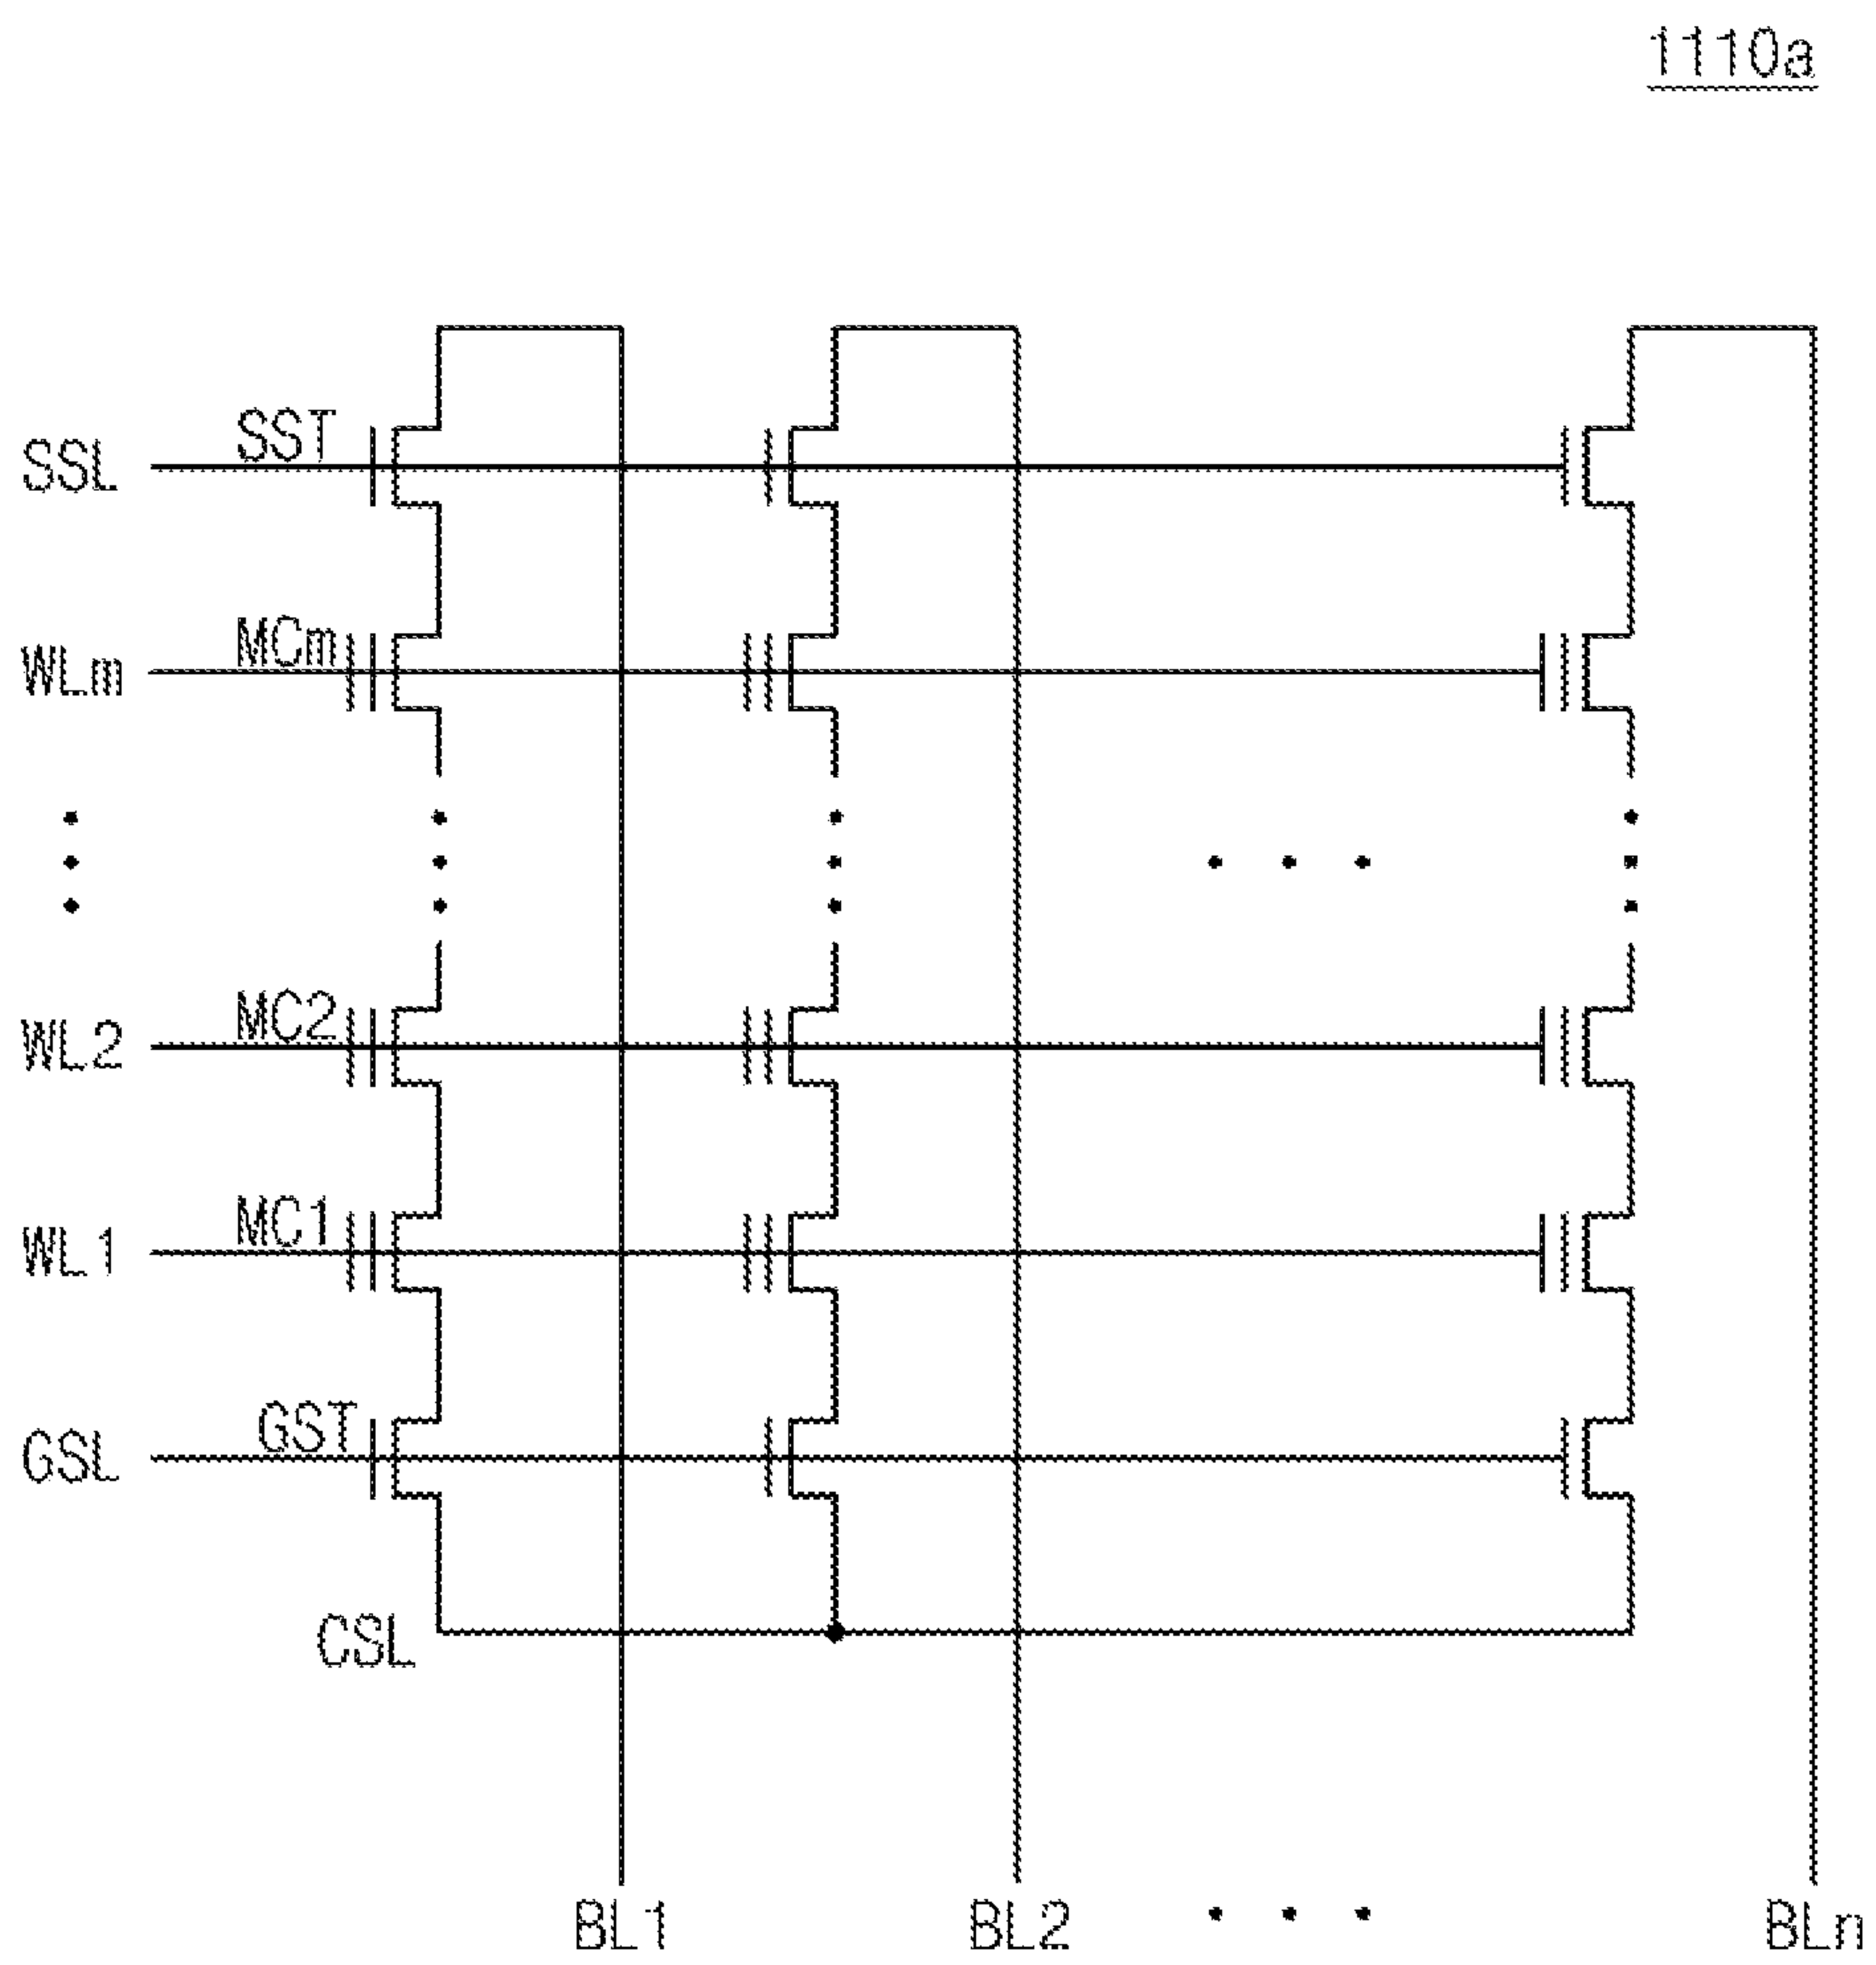 1110a
SSL SST
WLm MCm
WL2 MC2
WL1 MC1
GSL GST
CSL
BL1 BL2 BLn